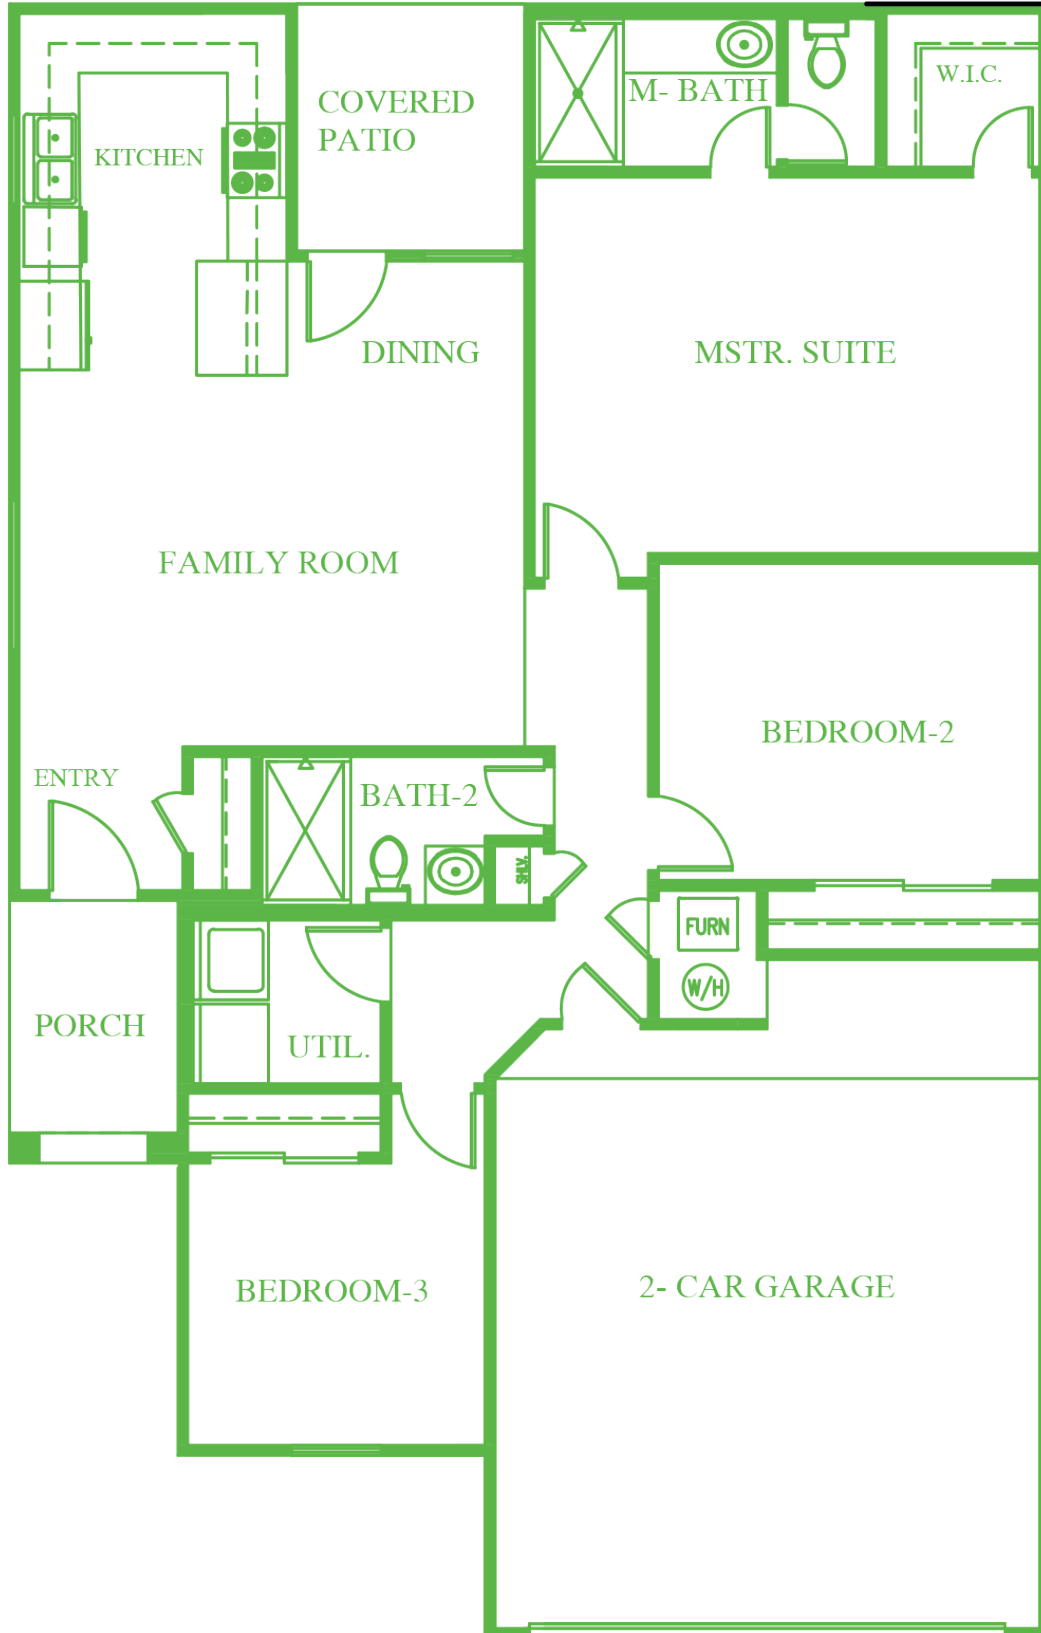 COVERED
PATIO
M- BATH
W.I.C.
KITCHEN
DINING
MSTR. SUITE
FAMILY ROOM
BEDROOM-2
ENTRY
BATH-2
SHLV.
FURN
W/H
PORCH
UTIL.
BEDROOM-3
2- CAR GARAGE